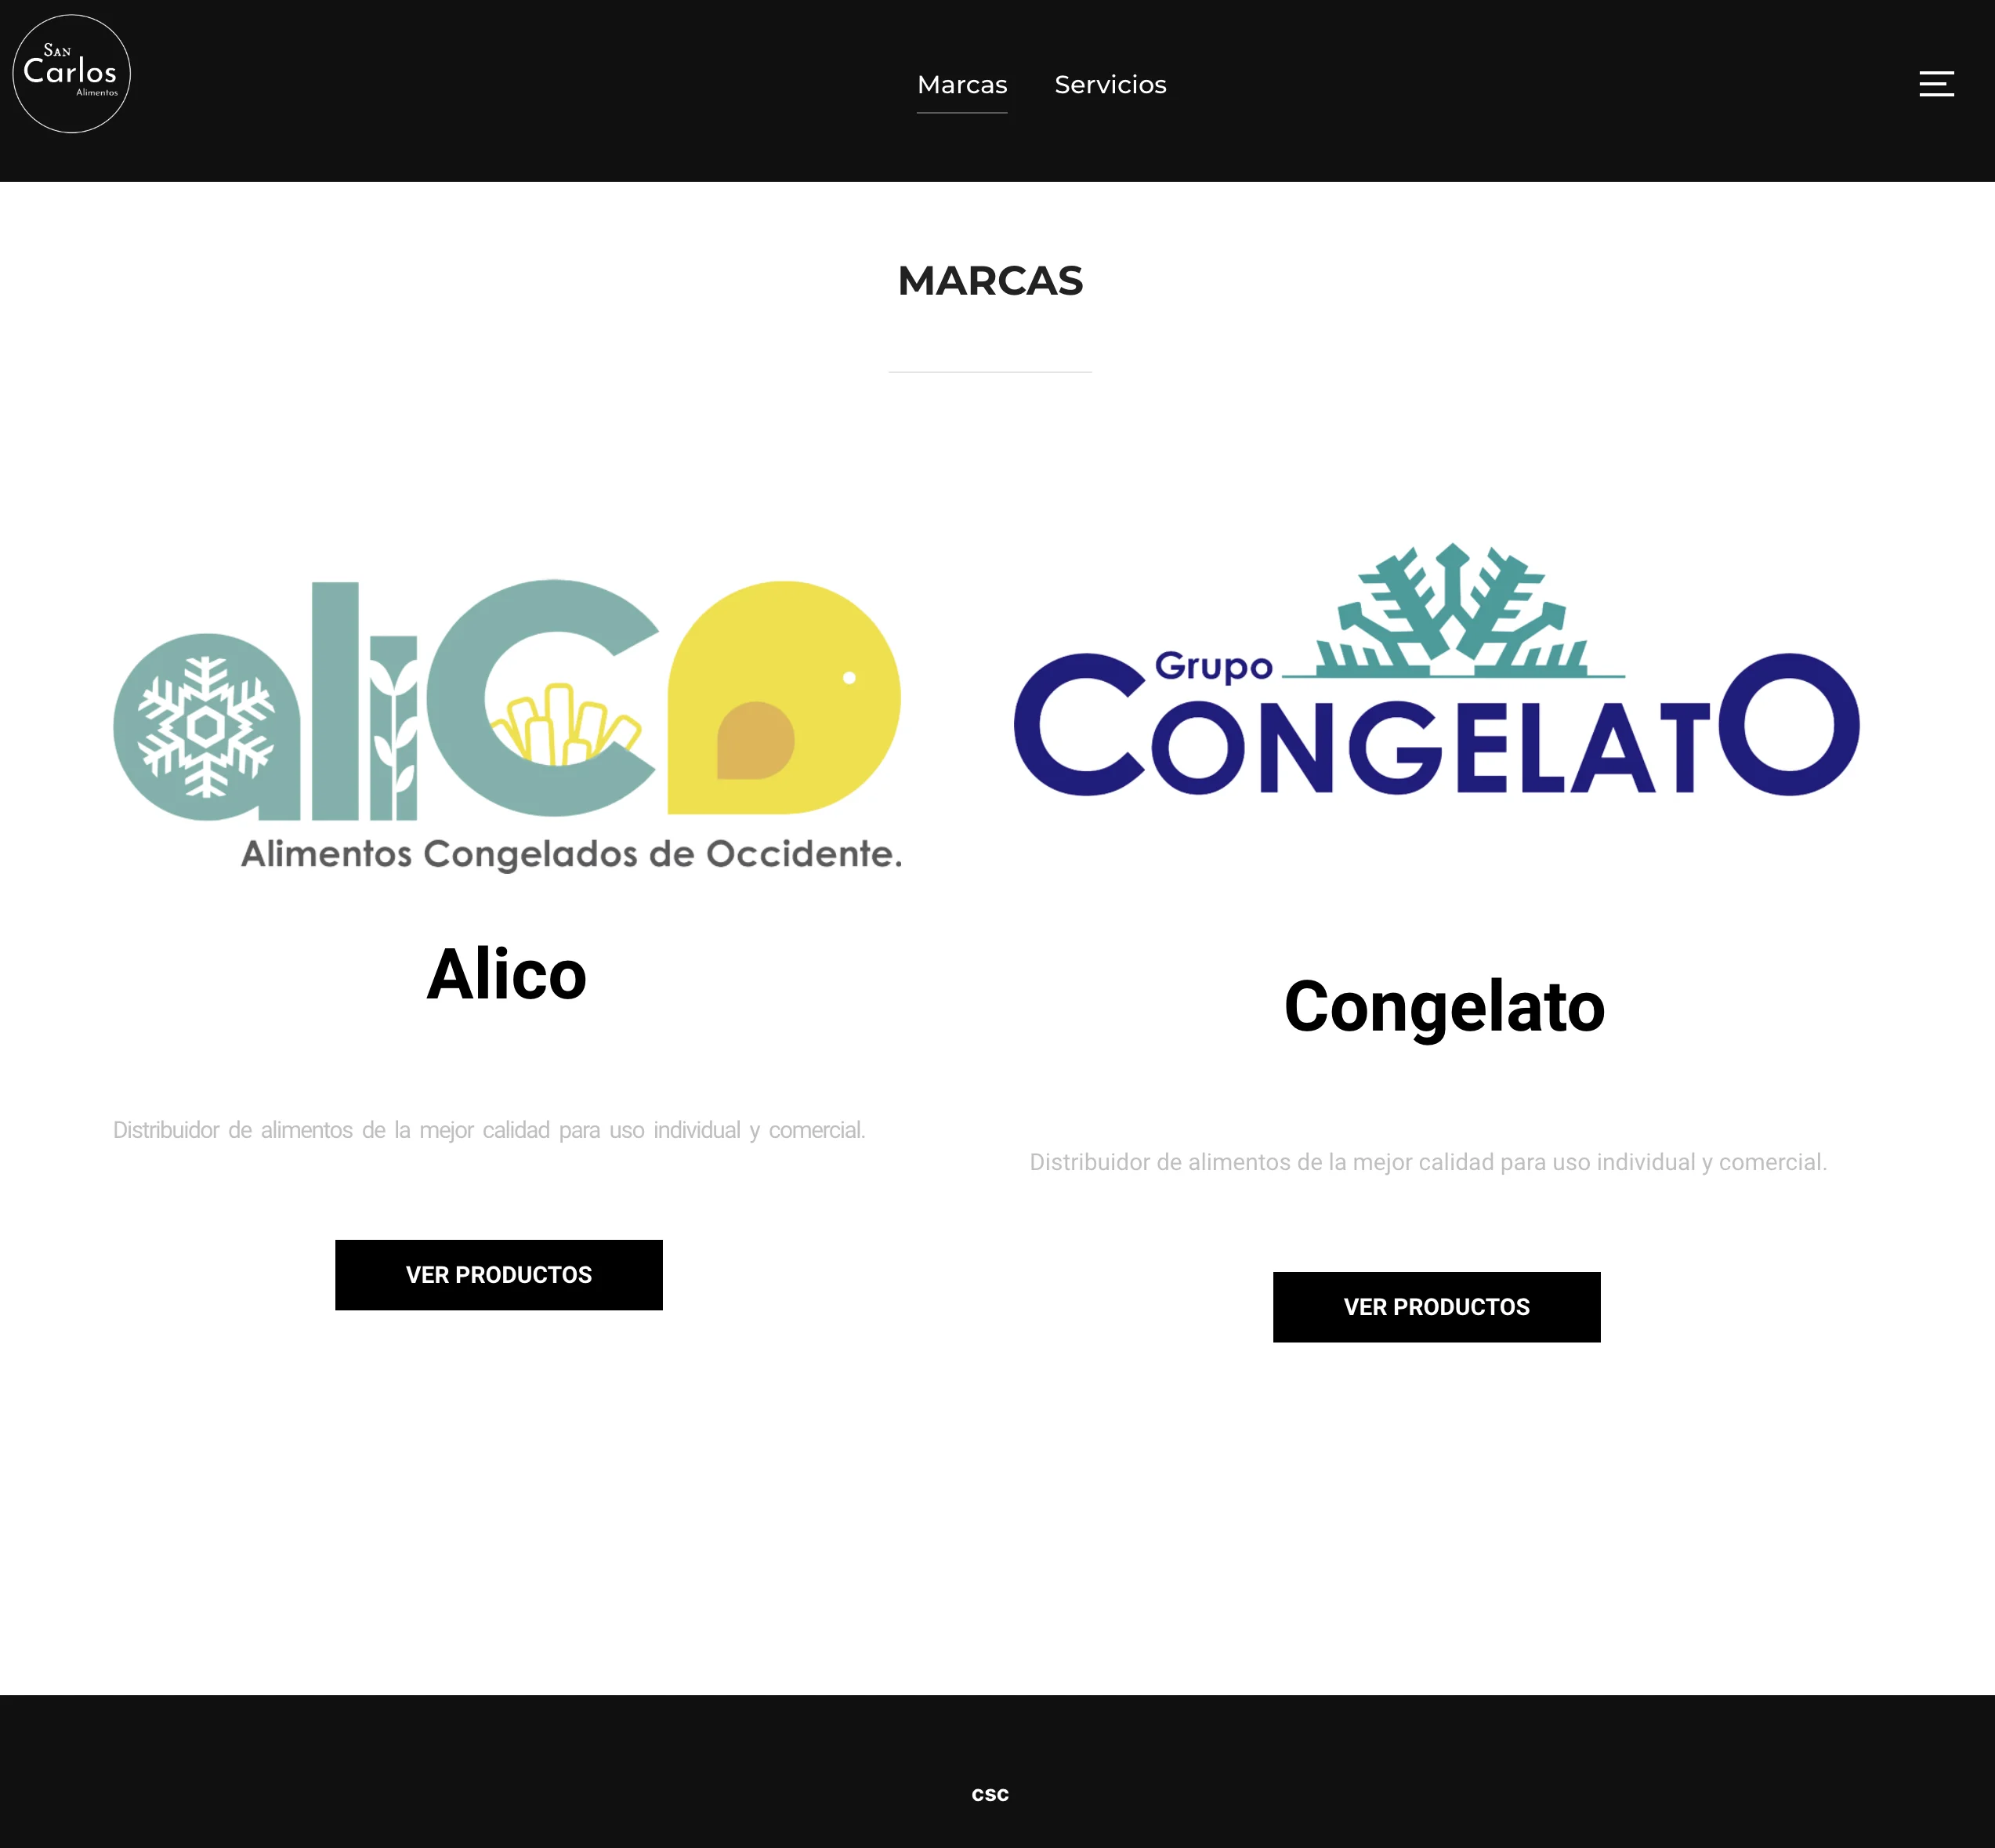 San
Carlos
Alimentos
Marcas
Servicios
MARCAS
alico
Alimentos Congelados de Occidente.
Alico
Distribuidor de alimentos de la mejor calidad para uso individual y comercial.
VER PRODUCTOS
Grupo
CONGELATO
Congelato
Distribuidor de alimentos de la mejor calidad para uso individual y comercial.
VER PRODUCTOS
csc